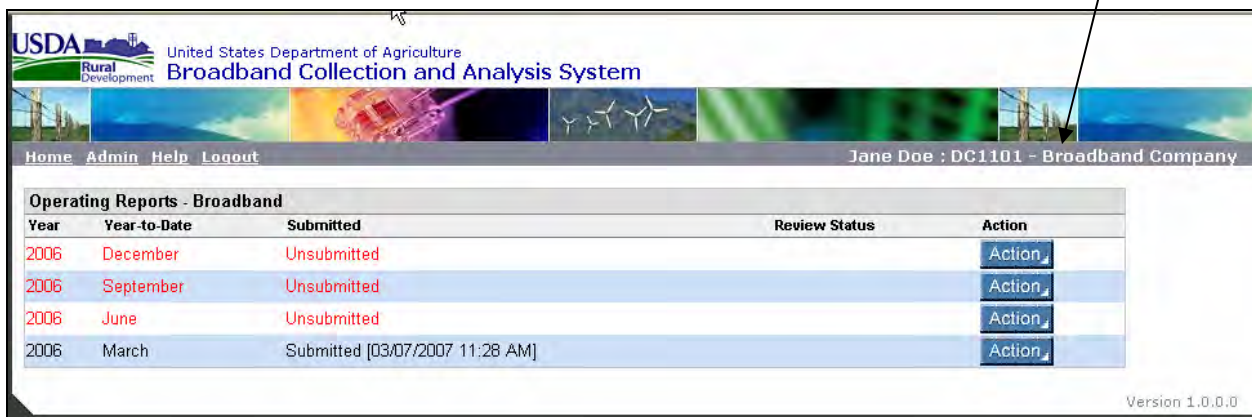 USDA
Rural
Development
United States Department of Agriculture
Broadband Collection and Analysis System
Home Admin Help Logout Jane Doe : DC1101 - Broadband Company
Operating Reports - Broadband
Year Year-to-Date Submitted Review Status Action
2006 December Unsubmitted Action
2006 September Unsubmitted Action
2006 June Unsubmitted Action
2006 March Submitted [03/07/2007 11:28 AM] Action
Version 1.0.0.0